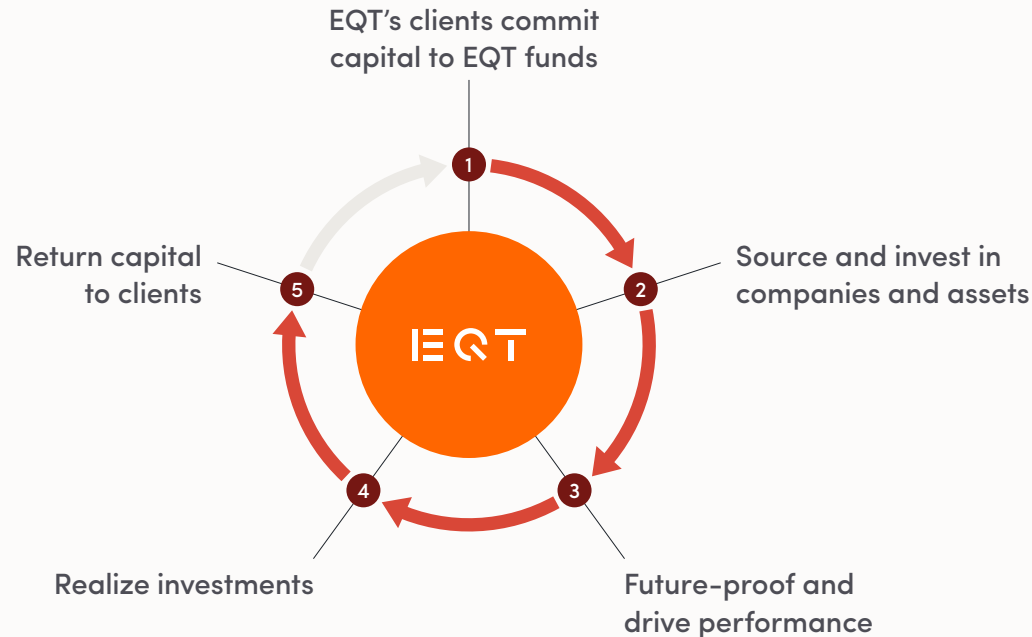 EQT’s clients commit
capital to EQT funds
1
Return capital
to clients
5
2
Source and invest in
companies and assets
EQT
4
3
Realize investments
Future-proof and
drive performance